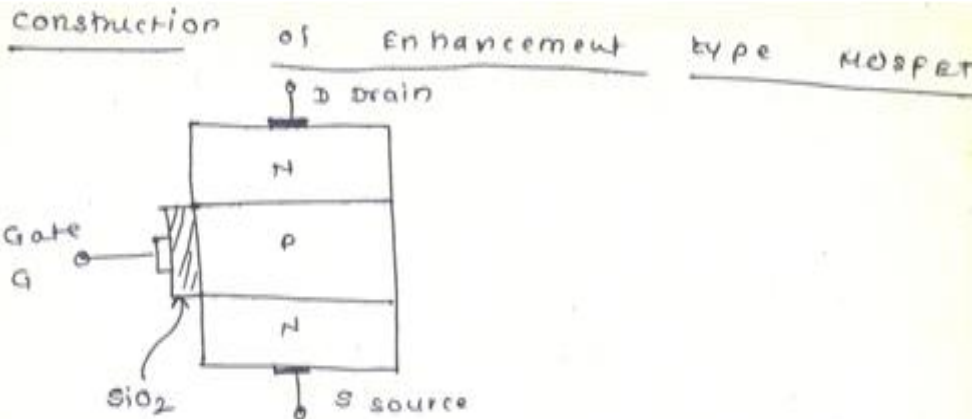 Construction of Enhancement type MOSFET
D Drain
N
Gate
G
P
N
SiO2
S Source